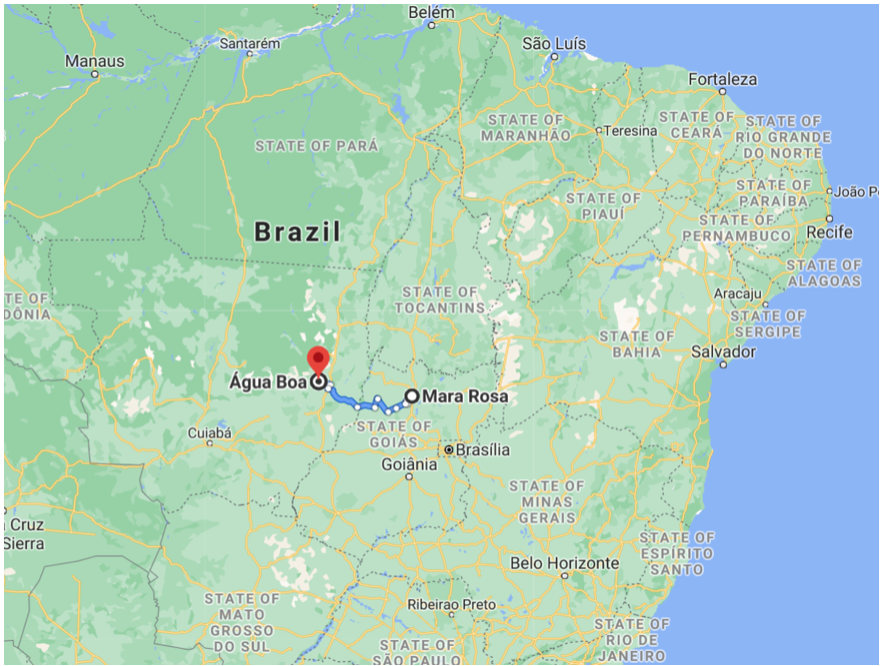 Belém
Santarém
São Luís
Manaus
Fortaleza
STATE OF
MARANHÃO
Teresina
STATE OF
CEARÁ
STATE OF
RIO GRANDE
DO NORTE
STATE OF PARÁ
STATE OF
PARAÍBA
João P
STATE OF
PIAUÍ
STATE OF
PERNAMBUCO
Recife
Brazil
STATE OF
ALAGOAS
TE OF
DÔNIA
STATE OF
TOCANTINS
Aracaju
STATE OF
SERGIPE
STATE OF
BAHIA
Salvador
Água Boa
Mara Rosa
Cuiabá
STATE OF
GOIÁS
Brasília
Goiânia
STATE OF
MINAS
GERAIS
Cruz
Sierra
STATE OF
ESPÍRITO
SANTO
Belo Horizonte
STATE OF
MATO
GROSSO
DO SUL
Ribeirao Preto
STATE OF
RIO DE
JANEIRO
STATE OF
SÃO PAULO